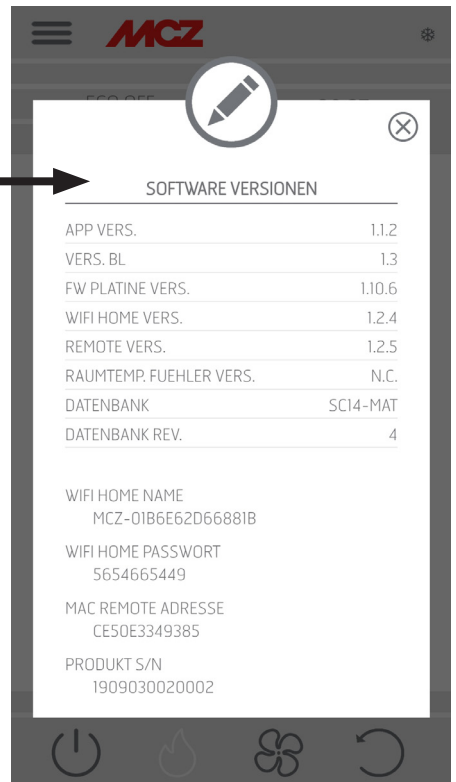 MCZ
SOFTWARE VERSIONEN
APP VERS. 1.1.2
VERS. BL 1.3
FW PLATINE VERS. 1.10.6
WIFI HOME VERS. 1.2.4
REMOTE VERS. 1.2.5
RAUMTEMP. FUEHLER VERS. N.C.
DATENBANK SC14-MAT
DATENBANK REV. 4
WIFI HOME NAME
MCZ-01B6E62D66881B
WIFI HOME PASSWORT
5654665449
MAC REMOTE ADRESSE
CE50E3349385
PRODUKT S/N
1909030020002